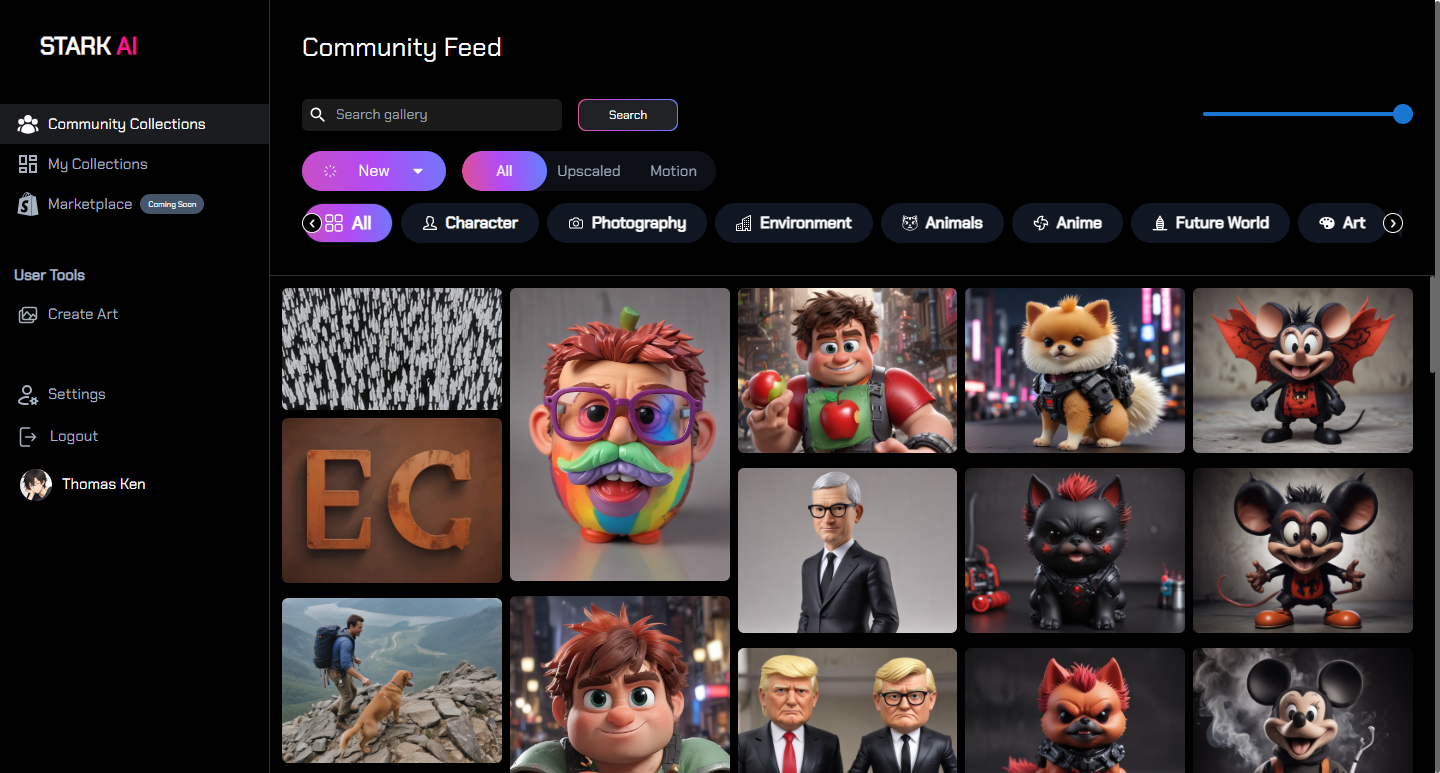 STARK AI
Community Collections
My Collections
Marketplace Coming Soon
User Tools
Create Art
Settings
Logout
Thomas Ken
Community Feed
Search gallery Search
New All Upscaled Motion
All Character Photography Environment Animals Anime Future World Art
EC